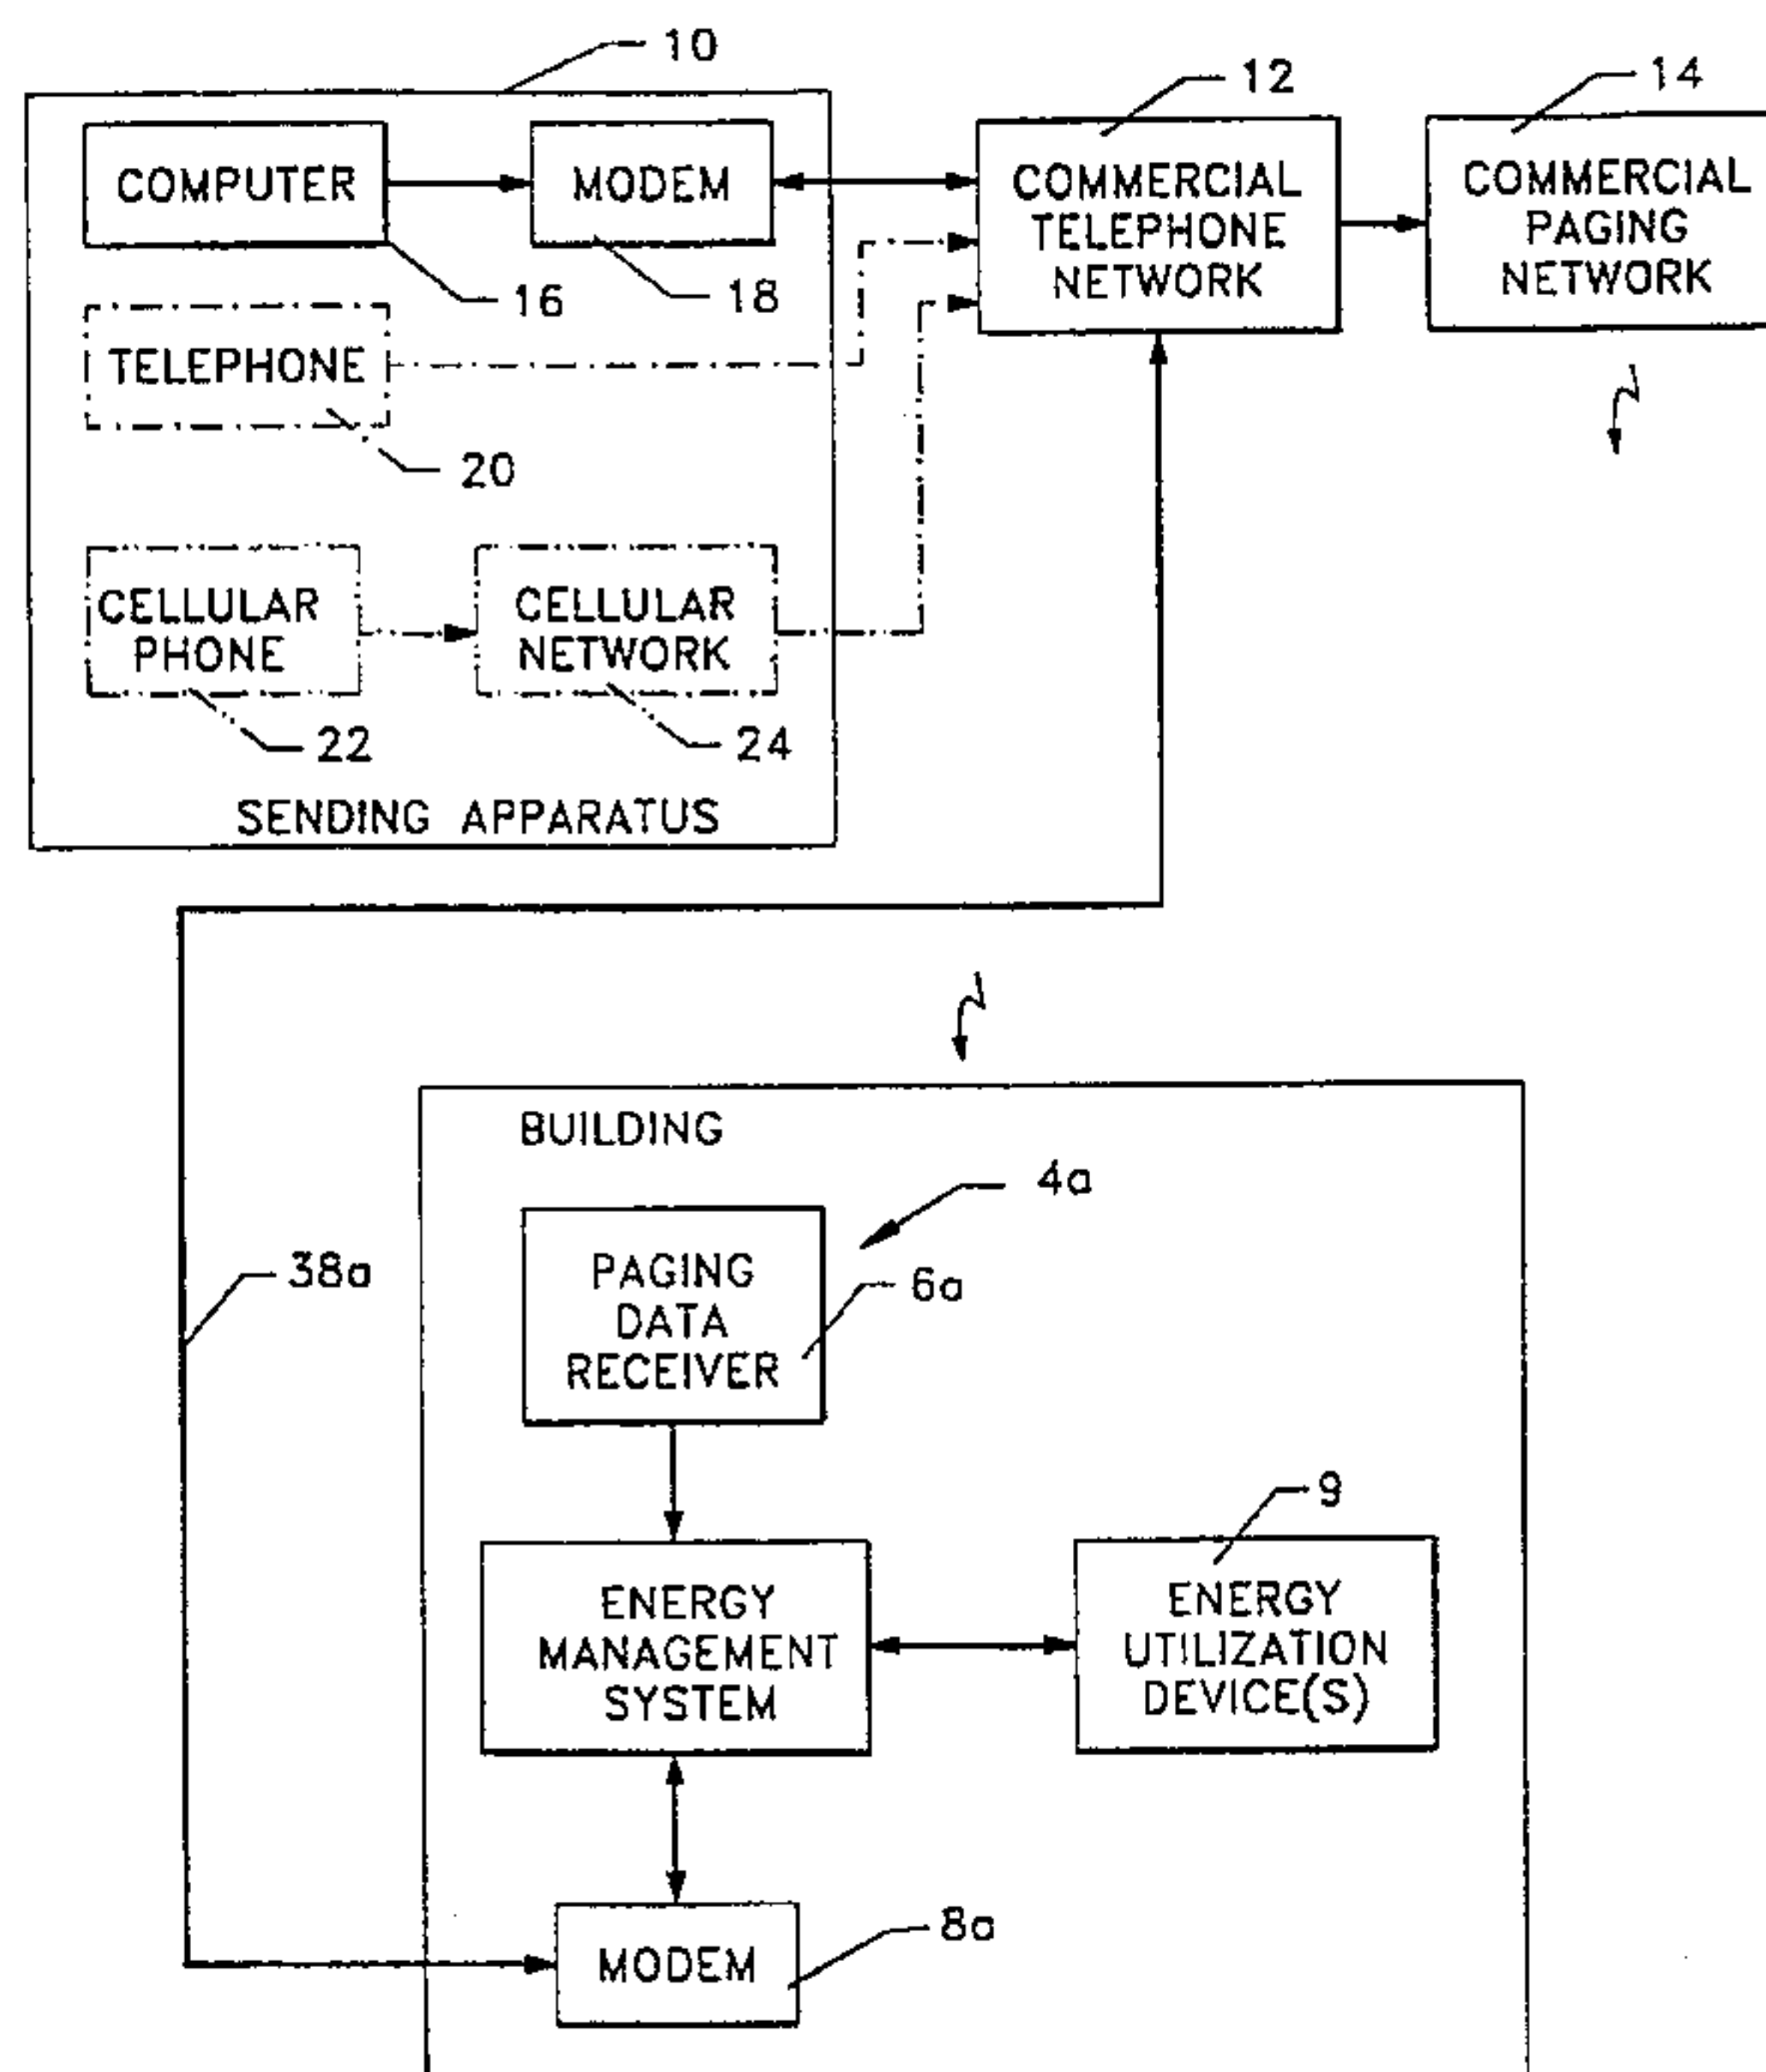 10
12
14
COMPUTER
MODEM
COMMERCIAL
TELEPHONE
NETWORK
COMMERCIAL
PAGING
NETWORK
16
18
TELEPHONE
20
CELLULAR
PHONE
CELLULAR
NETWORK
22
24
SENDING APPARATUS
BUILDING
4a
38a
PAGING
DATA
RECEIVER
6a
9
ENERGY
MANAGEMENT
SYSTEM
ENERGY
UTILIZATION
DEVICE(S)
MODEM
8a